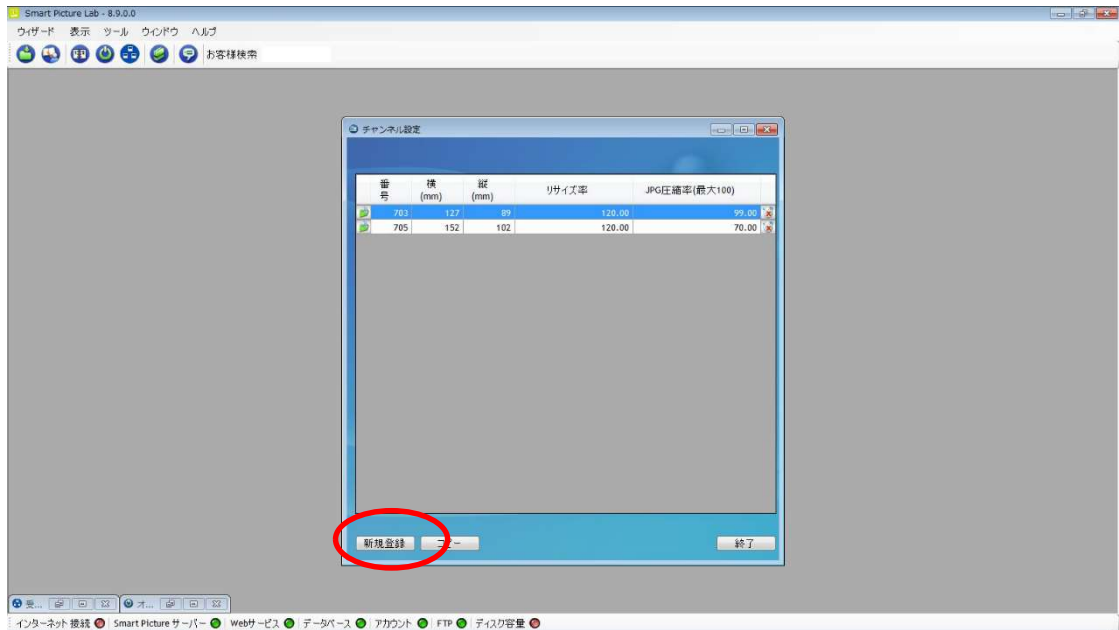 Smart Picture Lab - 8.9.0.0
ウィザード 表示 ツール ウィンドウ ヘルプ
お客様検索
チャンネル設定
番号 横(mm) 縦(mm) リサイズ率 JPG圧縮率(最大100)
703 127 89 120.00 99.00
705 152 102 120.00 70.00
新規登録 コピー 終了
受... オ...
インターネット接続 Smart Picture サーバー Webサービス データベース アカウント FTP ディスク容量